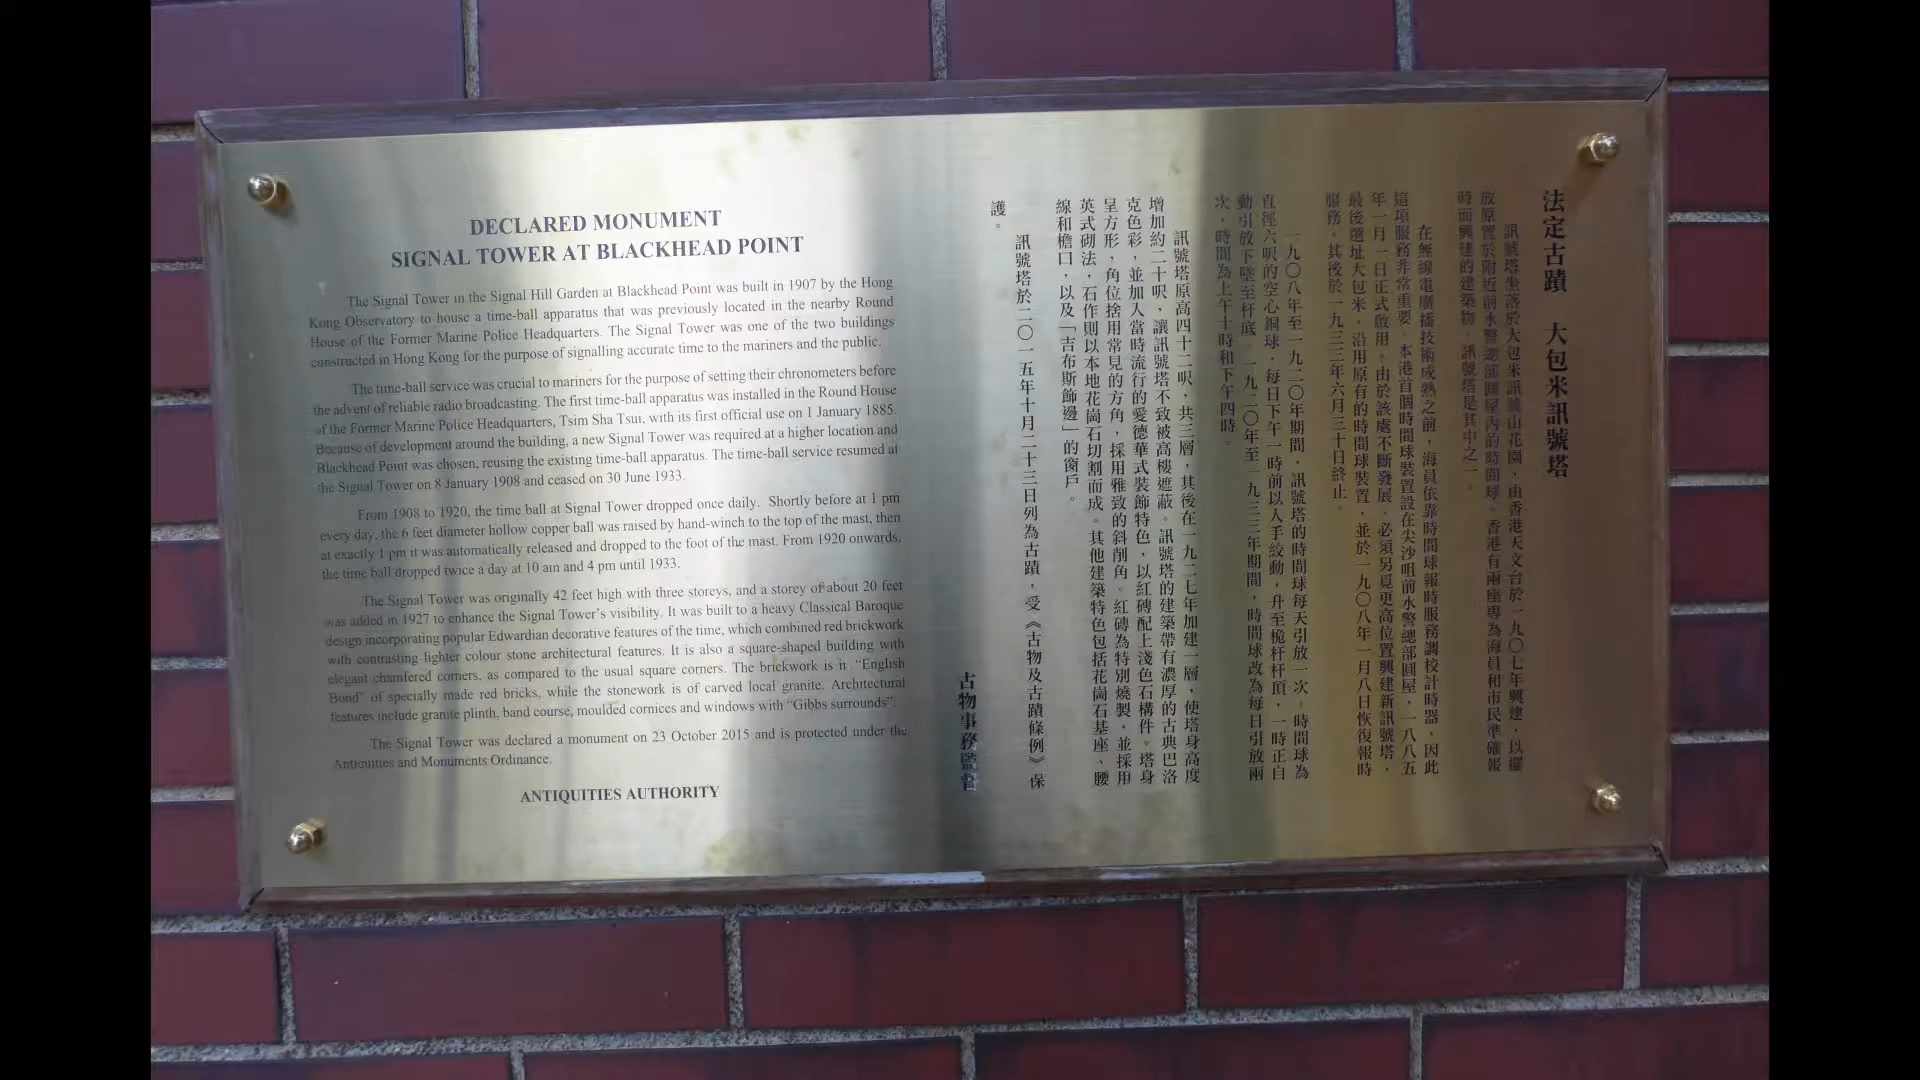 DECLARED MONUMENT
SIGNAL TOWER AT BLACKHEAD POINT
The Signal Tower in the Signal Hill Garden at Blackhead Point was built in 1907 by the Hong
Kong Observatory to house a time-ball apparatus that was previously located in the nearby Round
House of the Former Marine Police Headquarters. The Signal Tower was one of the two buildings
constructed in Hong Kong for the purpose of signalling accurate time to the mariners and the public.
The time-ball service was crucial to mariners for the purpose of setting their chronometers before
the advent of reliable radio broadcasting. The first time-ball apparatus was installed in the Round House
of the Former Marine Police Headquarters, Tsim Sha Tsui, with its first official use on 1 January 1885.
Because of development around the building, a new Signal Tower was required at a higher location and
Blackhead Point was chosen, reusing the existing time-ball apparatus. The time-ball service resumed at
the Signal Tower on 8 January 1908 and ceased on 30 June 1933.
From 1908 to 1920, the time ball at Signal Tower dropped once daily. Shortly before at 1 pm
every day, the 6 feet diameter hollow copper ball was raised by hand-winch to the top of the mast, then
at exactly 1 pm it was automatically released and dropped to the foot of the mast. From 1920 onwards,
the time ball dropped twice a day at 10 am and 4 pm until 1933.
The Signal Tower was originally 42 feet high with three storeys, and a storey of about 20 feet
was added in 1927 to enhance the Signal Tower's visibility. It was built to a heavy Classical Baroque
design incorporating popular Edwardian decorative features of the time, which combined red brickwork
with contrasting lighter colour stone architectural features. It is also a square-shaped building with
elegant chamfered corners, as compared to the usual square corners. The brickwork is in "English
Bond" of specially made red bricks, while the stonework is of carved local granite. Architectural
features include granite plinth, band course, moulded cornices and windows with "Gibbs surrounds".
The Signal Tower was declared a monument on 23 October 2015 and is protected under the
Antiquities and Monuments Ordinance.
ANTIQUITIES AUTHORITY
法定古蹟 大包米訊號塔
訊號塔坐落於大包米訊號山花園，由香港天文台於一九〇七年興建，以擺
放原置於附近前水警總部圓屋內的時間球。香港有兩座專為海員和市民準確報
時而興建的建築物，訊號塔是其中之一。
在無線電廣播技術成熟之前，海員依靠時間球報時服務調校計時器，因此
這項服務非常重要。本港首個時間球裝置設在尖沙咀前水警總部圓屋，一八八五
年一月一日正式啟用。由於該處不斷發展，必須另覓更高位置興建新訊號塔，
最後選址大包米，沿用原有的時間球裝置，並於一九〇八年一月八日恢復報時
服務，其後於一九三三年六月三十日終止。
一九〇八年至一九二〇年期間，訊號塔的時間球每天引放一次。時間球為
直徑六呎的空心銅球，每日下午一時前以人手絞動，升至桅杆杆頂，一時正自
動引放下墜至杆底。一九二〇年至一九三三年期間，時間球改為每日引放兩
次，時間為上午十時和下午四時。
訊號塔原高四十二呎，共三層，其後在一九二七年加建一層，使塔身高度
增加約二十呎，讓訊號塔不致被高樓遮蔽。訊號塔的建築帶有濃厚的古典巴洛
克色彩，並加入當時流行的愛德華式裝飾特色，以紅磚配上淺色石構件。塔身
呈方形，角位捨用常見的方角，採用雅致的斜削角。紅磚為特別燒製，並採用
英式砌法，石作則以本地花崗石切割而成。其他建築特色包括花崗石基座、腰
線和檐口，以及「吉布斯飾邊」的窗戶。
訊號塔於二〇一五年十月二十三日列為古蹟，受《古物及古蹟條例》保
護。
古物事務監督